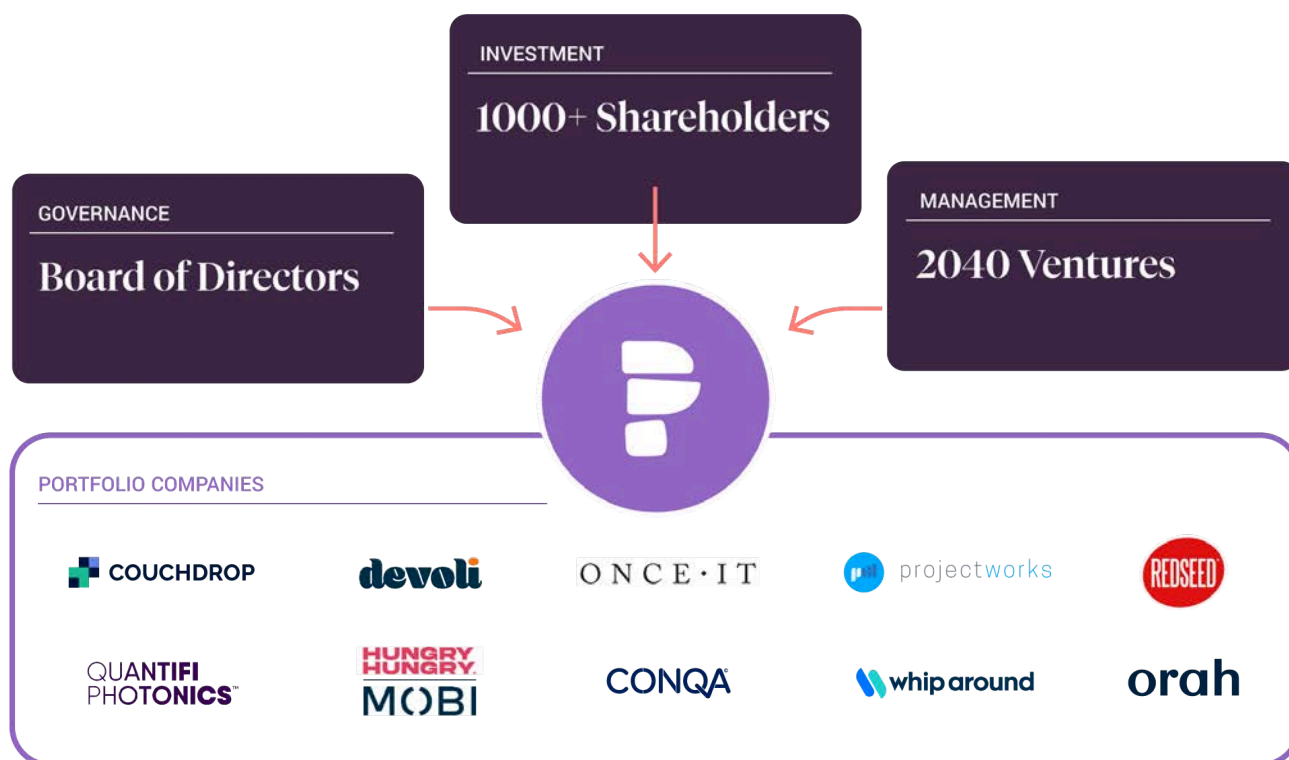 INVESTMENT
1000+ Shareholders
GOVERNANCE
Board of Directors
MANAGEMENT
2040 Ventures
PORTFOLIO COMPANIES
COUCHDROP
devoli
ONCE·IT
projectworks
REDSEED
QUANTIFI
PHOTONICS™
HUNGRY
HUNGRY.
MOBI
CONQA
whip around
orah